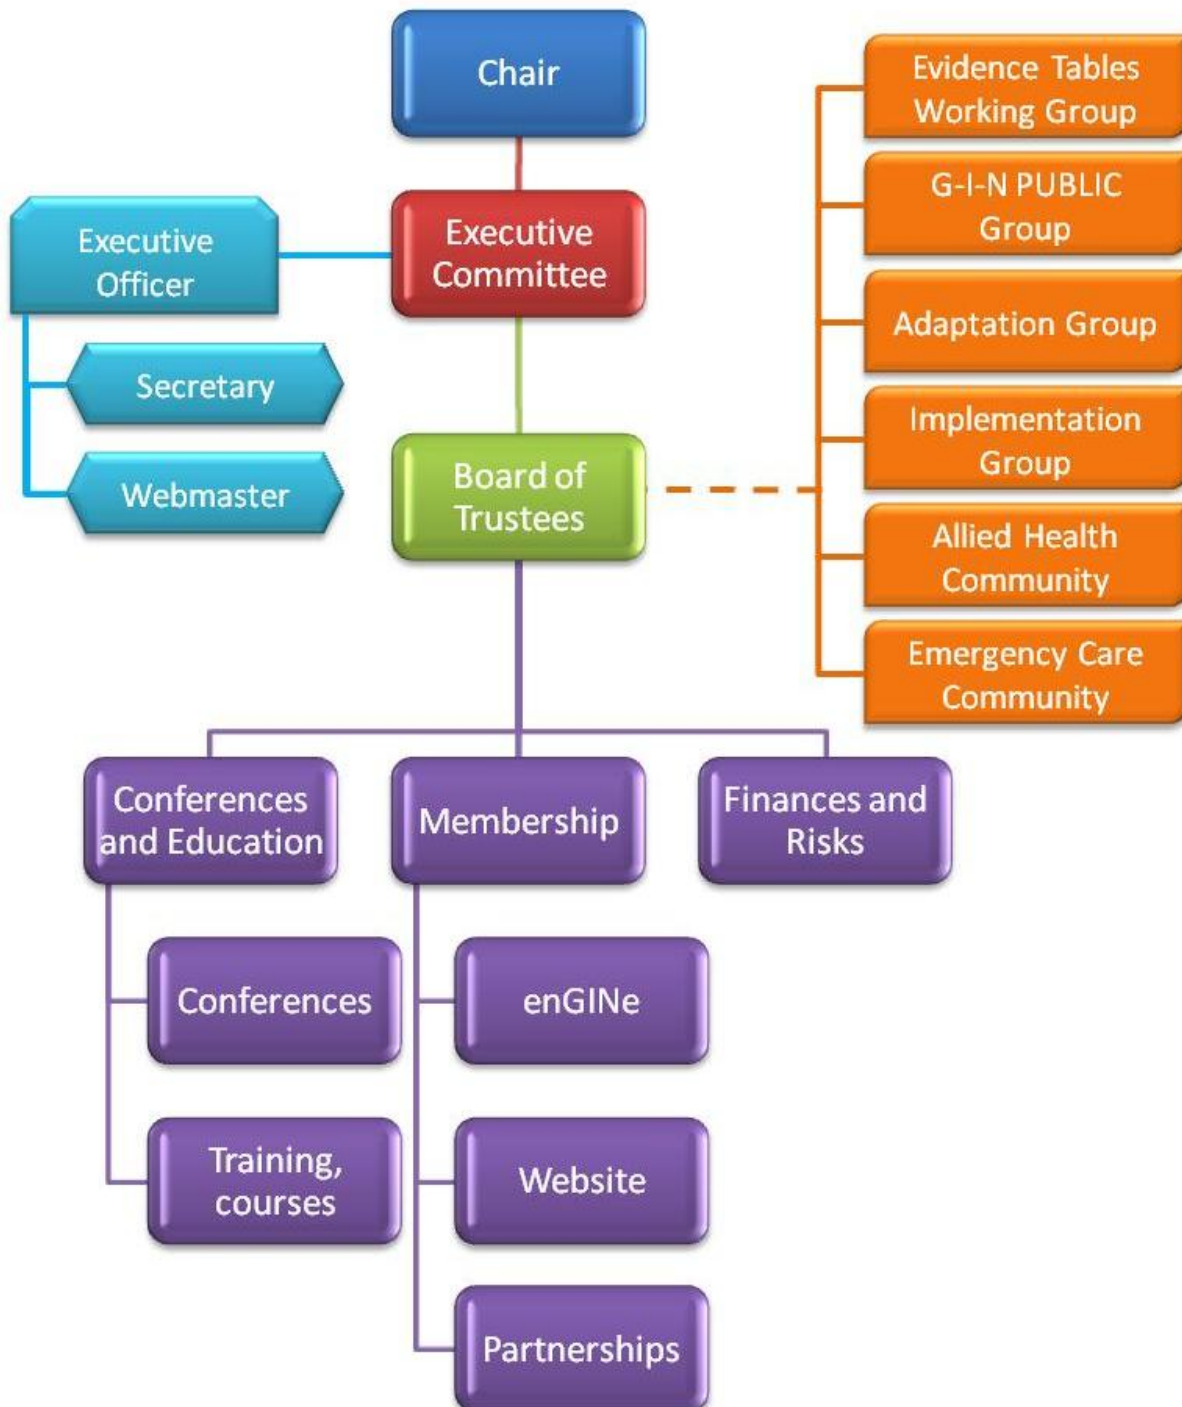 Chair
Executive
Committee
Executive
Officer
Secretary
Webmaster
Board of
Trustees
Evidence Tables
Working Group
G-I-N PUBLIC
Group
Adaptation Group
Implementation
Group
Allied Health
Community
Emergency Care
Community
Conferences
and Education
Membership
Finances and
Risks
Conferences
Training,
courses
enGINe
Website
Partnerships